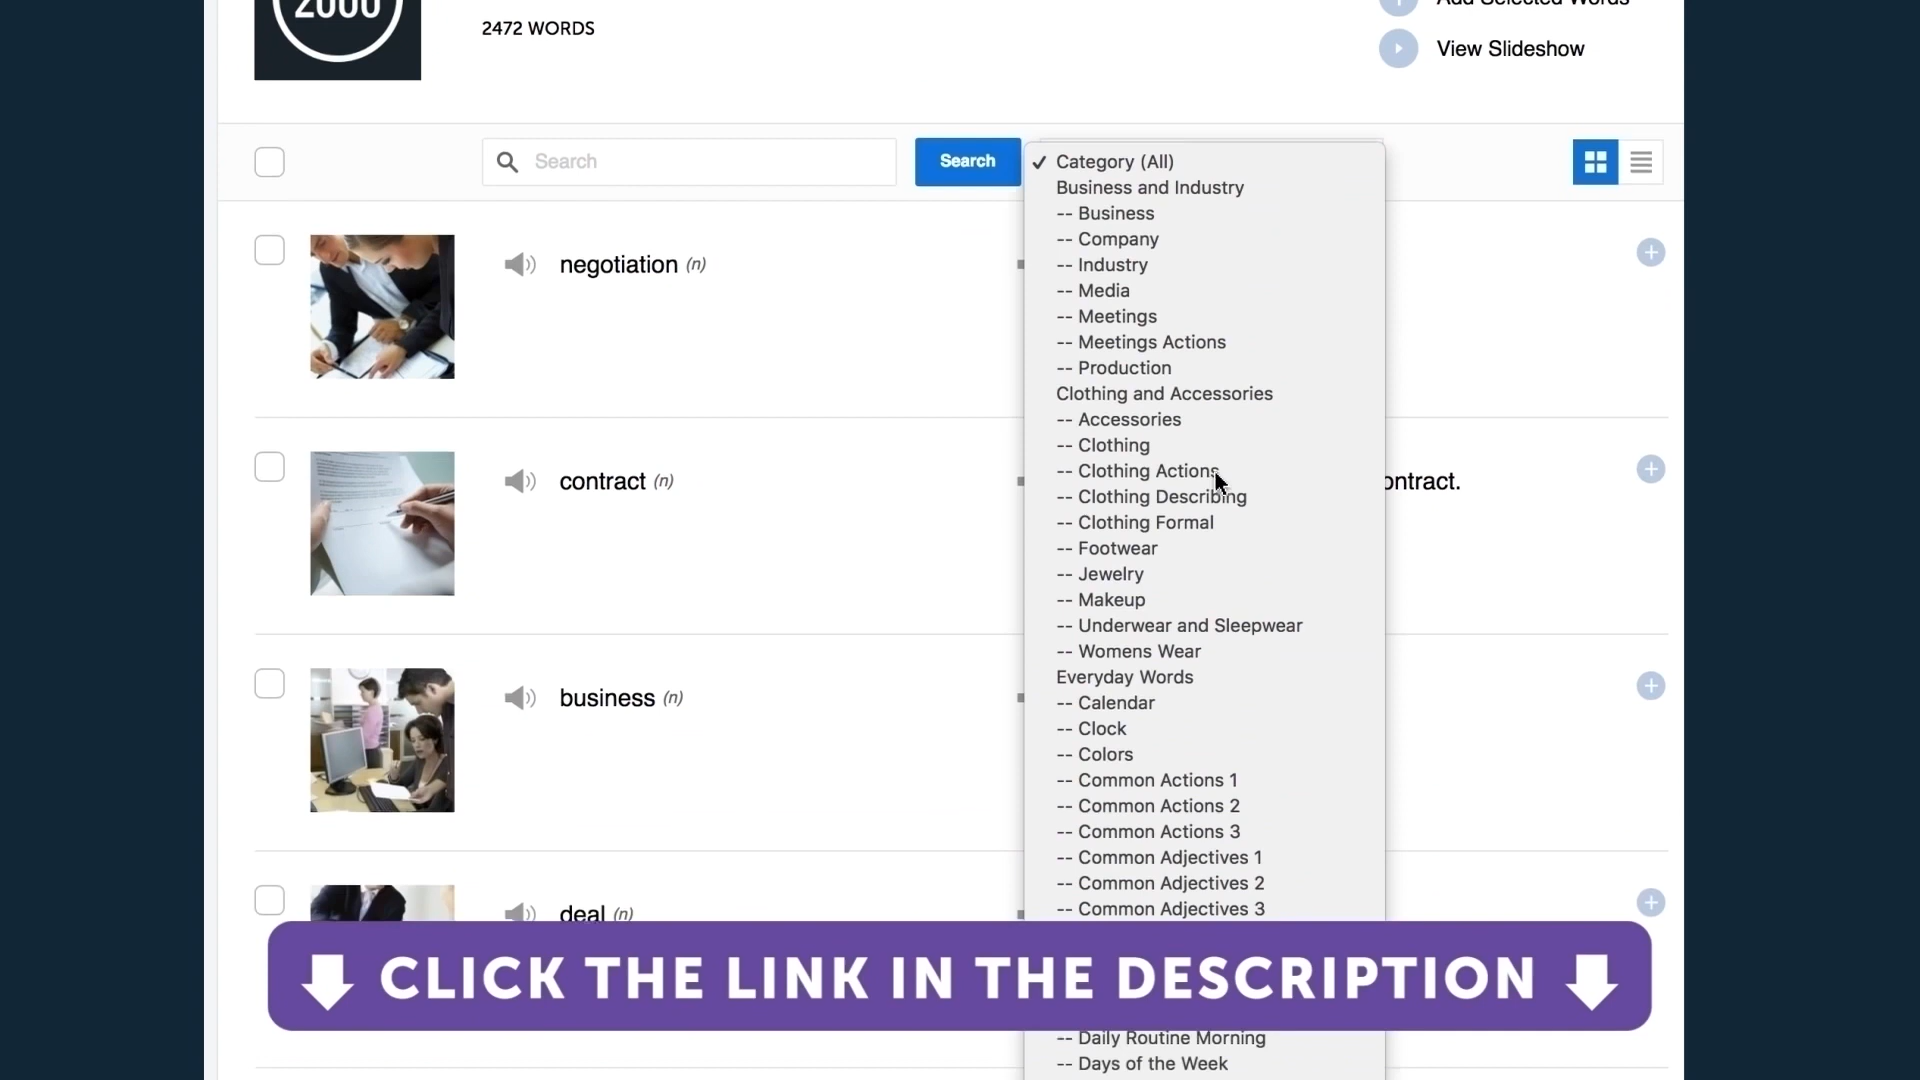 2000
2472 WORDS
Add Selected Words
View Slideshow
Search
Search
✓ Category (All)
Business and Industry
-- Business
-- Company
-- Industry
-- Media
-- Meetings
-- Meetings Actions
-- Production
Clothing and Accessories
-- Accessories
-- Clothing
-- Clothing Actions
-- Clothing Describing
-- Clothing Formal
-- Footwear
-- Jewelry
-- Makeup
-- Underwear and Sleepwear
-- Womens Wear
Everyday Words
-- Calendar
-- Clock
-- Colors
-- Common Actions 1
-- Common Actions 2
-- Common Actions 3
-- Common Adjectives 1
-- Common Adjectives 2
-- Common Adjectives 3
-- Daily Routine Morning
-- Days of the Week
negotiation (n)
contract (n)
ontract.
business (n)
deal (n)
CLICK THE LINK IN THE DESCRIPTION